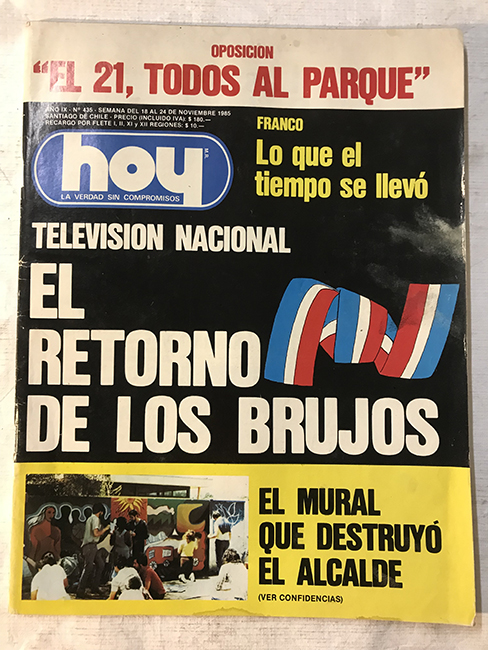 OPOSICION
"EL 21, TODOS AL PARQUE"
AÑO IX - Nº 435 - SEMANA DEL 18 AL 24 DE NOVIEMBRE 1985
SANTIAGO DE CHILE - PRECIO (INCLUIDO IVA): $ 180.—
RECARGO POR FLETE I, II, XI y XII REGIONES: $ 10.—
hoy
M.R.
LA VERDAD SIN COMPROMISOS
FRANCO
Lo que el
tiempo se llevó
TELEVISION NACIONAL
EL
RETORNO
DE LOS BRUJOS
EL MURAL
QUE DESTRUYÓ
EL ALCALDE
(VER CONFIDENCIAS)